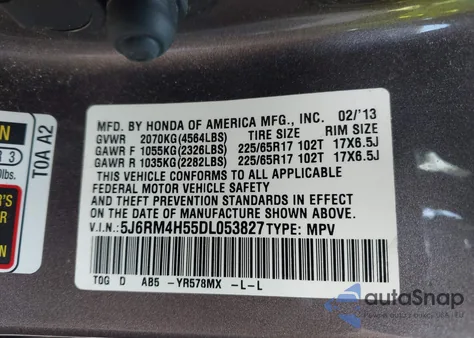 MFD. BY HONDA OF AMERICA MFG., INC. 02/'13
GVWR 2070KG(4564LBS) TIRE SIZE RIM SIZE
GAWR F 1055KG(2326LBS) 225/65R17 102T 17X6.5J
GAWR R 1035KG(2282LBS) 225/65R17 102T 17X6.5J
THIS VEHICLE CONFORMS TO ALL APPLICABLE
FEDERAL MOTOR VEHICLE SAFETY
AND THEFT PREVENTION STANDARDS IN EFFECT
ON THE DATE OF MANUFACTURE SHOWN ABOVE.
V.I.N.: 5J6RM4H55DL053827 TYPE: MPV
TOG D AB5 -YR578MX -L-L
T0A A2
R 3
lbs.
autoSnap